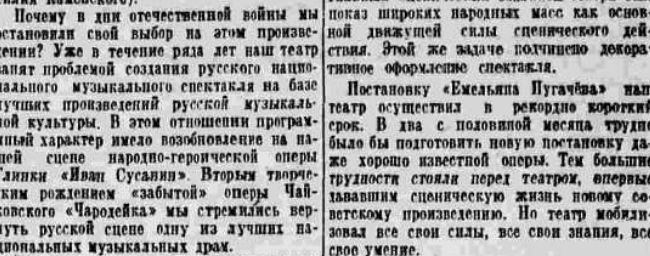 Почему в дни отечественной войны мы
остановили свой выбор на этом произве-
дении? Уже в течение ряда лет наш театр
занят проблемой создания русского нацио-
нального музыкального спектакля на базе
лучших произведений русской музыкаль-
ной культуры. В этом отношении програм-
мный характер имело возобновление на на-
шей сцене народно-героической оперы
Глинки «Иван Сусанин». Вторым творче-
ским рождением «забытой» оперы Чай-
ковского «Чародейка» мы стремились вер-
нуть русской сцене одну из лучших на-
циональных музыкальных драм.
показ широких народных масс как основ-
ной движущей силы сценического дей-
ствия. Этой же задаче подчинено декора-
тивное оформление спектакля.
Постановку «Емельяна Пугачёва» наш
театр осуществил в рекордно короткий
срок. В два с половиной месяца трудно
было бы подготовить новую постановку да-
же хорошо известной оперы. Тем большие
трудности стояли перед театром, впервые
дававшим сценическую жизнь новому со-
ветскому произведению. Но театр мобили-
зовал все свои силы, все свои знания, все
свое умение.